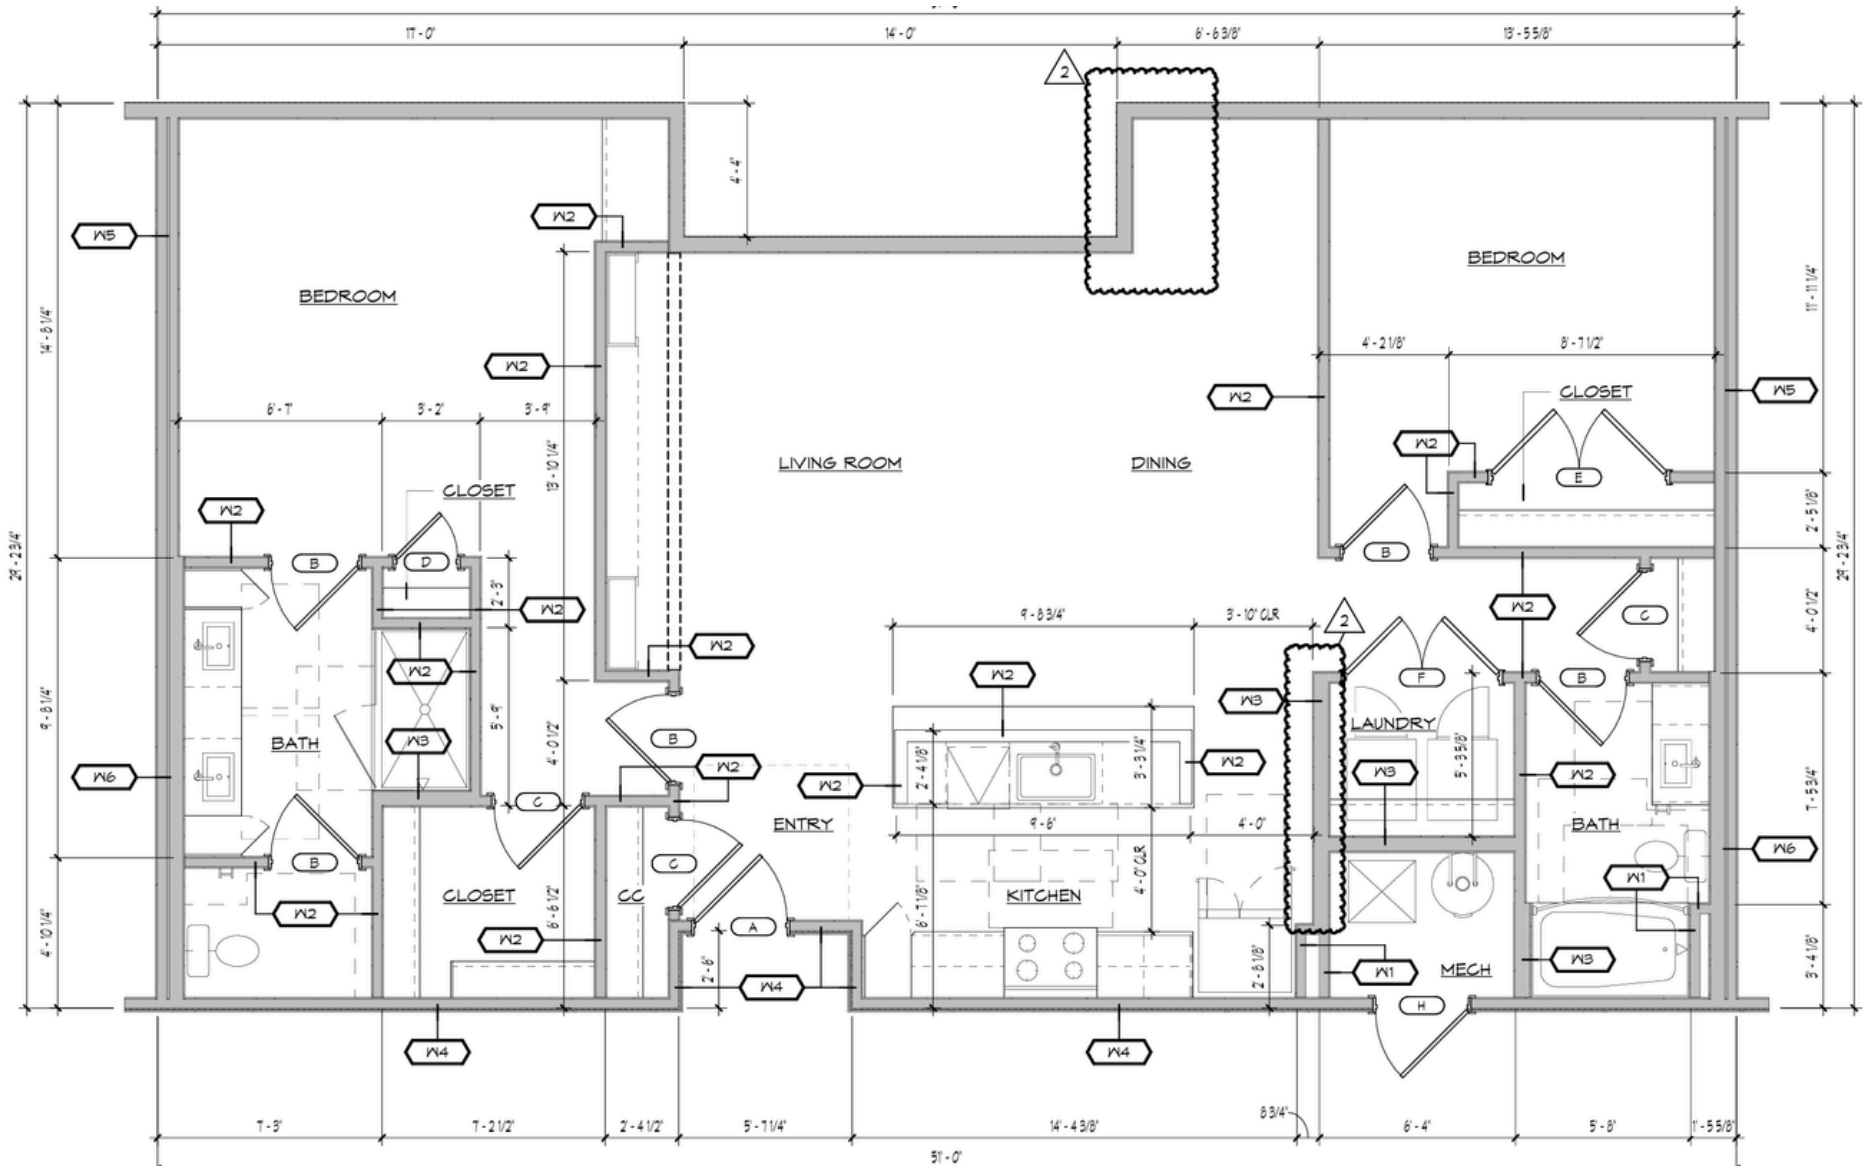 17'-0"
14'-0"
6'-6 3/8"
13'-5 5/8"
2
4'-4"
W2
W5
BEDROOM
BEDROOM
14'-8 1/4"
11'-11 1/4"
W2
4'-2 1/8"
8'-7 1/2"
W2
CLOSET
W5
6'-7"
3'-2"
3'-9"
W2
LIVING ROOM
DINING
13'-10 1/4"
E
CLOSET
W2
2'-5 1/8"
29'-2 3/4"
29'-2 3/4"
B
D
B
2'-3"
W2
W2
9'-8 3/4"
3'-10" CLR
2
C
4'-0 1/2"
W2
W2
W2
F
B
9'-8 1/4"
5'-9"
W3
LAUNDRY
BATH
W3
4'-0 1/2"
B
2'-4 1/8"
3'-3 1/4"
5'-3 5/8"
W6
W2
W2
W2
W3
W2
7'-5 3/4"
C
ENTRY
9'-6"
4'-0"
BATH
W6
B
C
4'-0" CLR
W1
CLOSET
CC
KITCHEN
W2
6'-6 1/2"
6'-7 1/8"
4'-10 1/4"
W2
A
2'-6"
W4
2'-8 1/8"
W1
MECH
W3
3'-4 1/8"
H
W4
W4
7'-3"
7'-2 1/2"
2'-4 1/2"
5'-7 1/4"
14'-4 3/8"
8 3/4"
6'-4"
5'-8"
1'-5 5/8"
51'-0"